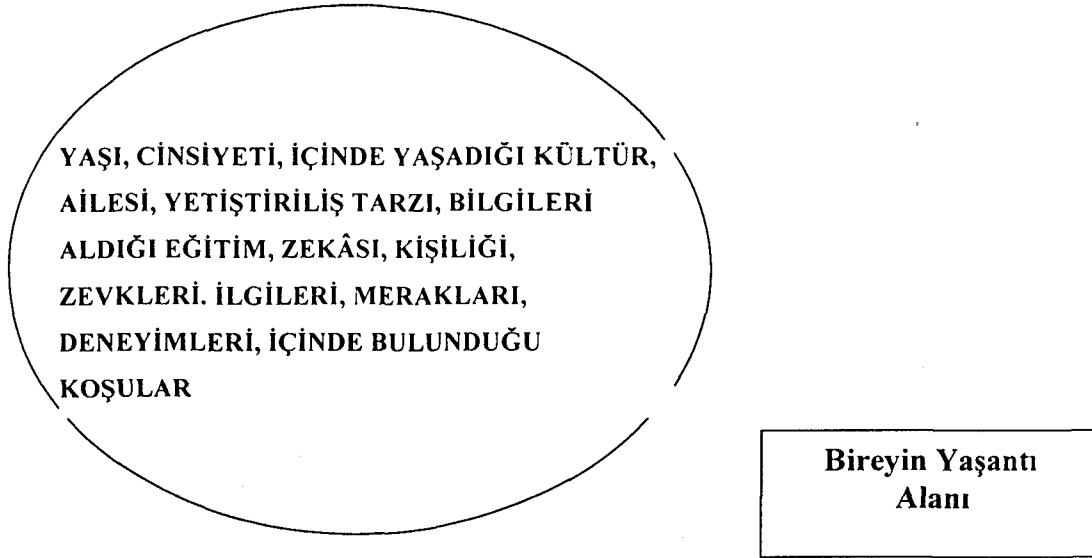 YAŞI, CİNSİYETİ, İÇİNDE YAŞADIĞI KÜLTÜR,
AİLESİ, YETİŞTİRİLİŞ TARZI, BİLGİLERİ
ALDIĞI EĞİTİM, ZEKÂSI, KİŞİLİĞİ,
ZEVKLERİ. İLGİLERİ, MERAKLARI,
DENEYİMLERİ, İÇİNDE BULUNDUĞU
KOŞULAR
Bireyin Yaşantı
Alanı